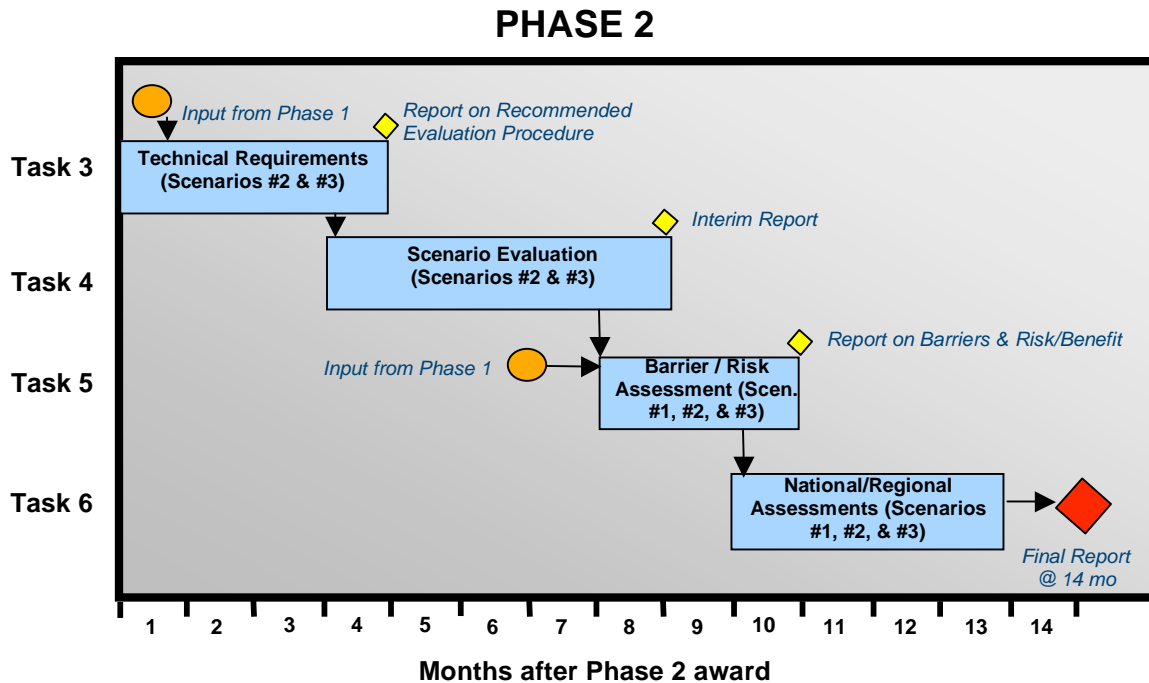 PHASE 2
Input from Phase 1
Report on Recommended
Evaluation Procedure
Task 3
Technical Requirements
(Scenarios #2 & #3)
Interim Report
Task 4
Scenario Evaluation
(Scenarios #2 & #3)
Report on Barriers & Risk/Benefit
Input from Phase 1
Task 5
Barrier / Risk
Assessment (Scen.
#1, #2, & #3)
Task 6
National/Regional
Assessments (Scenarios
#1, #2, & #3)
Final Report
@ 14 mo
1 2 3 4 5 6 7 8 9 10 11 12 13 14
Months after Phase 2 award